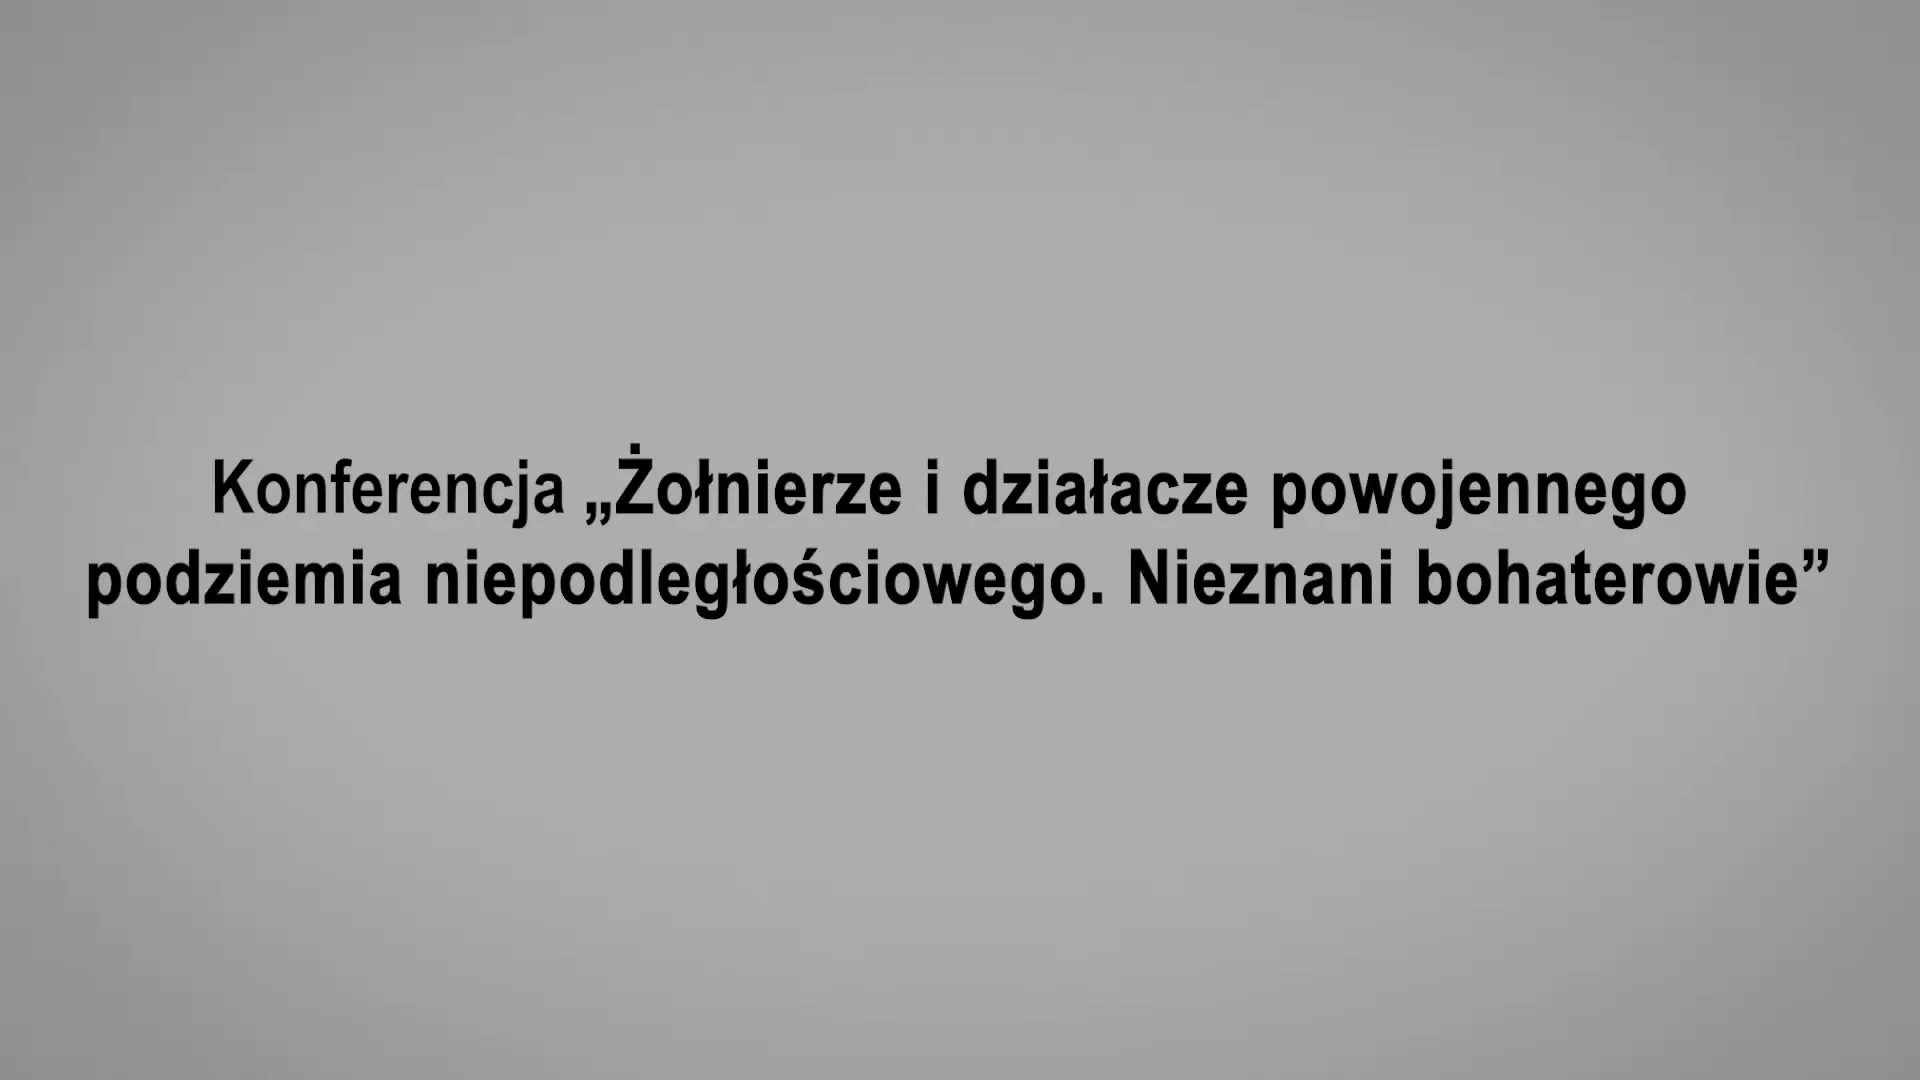 Konferencja „Żołnierze i działacze powojennego
podziemia niepodległościowego. Nieznani bohaterowie”